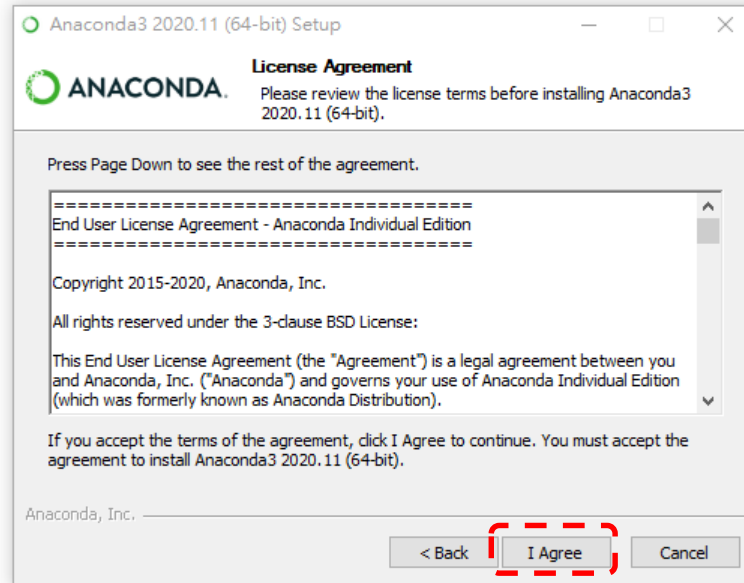 Anaconda3 2020.11 (64-bit) Setup
ANACONDA.
License Agreement
Please review the license terms before installing Anaconda3
2020.11 (64-bit).
Press Page Down to see the rest of the agreement.
===================================
End User License Agreement - Anaconda Individual Edition
===================================
Copyright 2015-2020, Anaconda, Inc.
All rights reserved under the 3-clause BSD License:
This End User License Agreement (the "Agreement") is a legal agreement between you
and Anaconda, Inc. ("Anaconda") and governs your use of Anaconda Individual Edition
(which was formerly known as Anaconda Distribution).
If you accept the terms of the agreement, click I Agree to continue. You must accept the
agreement to install Anaconda3 2020.11 (64-bit).
Anaconda, Inc.
< Back I Agree Cancel